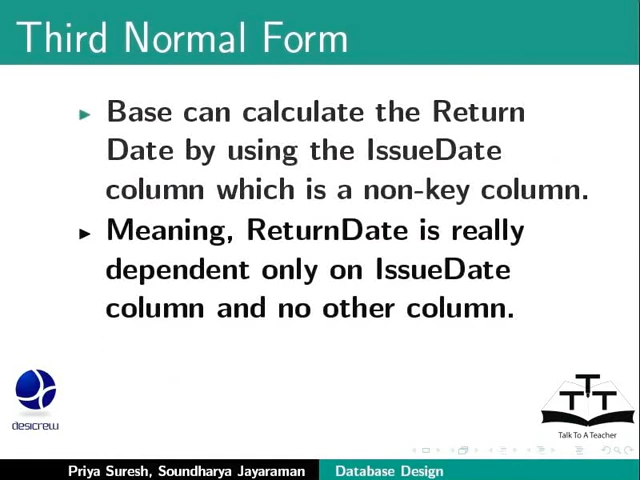 Third Normal Form
Base can calculate the Return
Date by using the IssueDate
column which is a non-key column.
Meaning, ReturnDate is really
dependent only on IssueDate
column and no other column.
desicrew
TTT
Talk To A Teacher
Priya Suresh, Soundharya Jayaraman Database Design